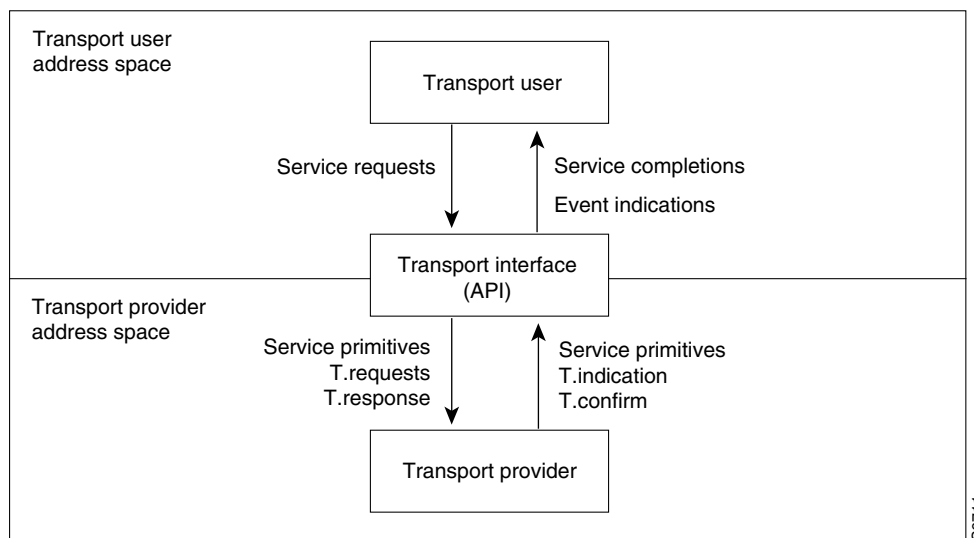 Transport user
address space
Transport user
Service requests
Service completions
Event indications
Transport interface
(API)
Transport provider
address space
Service primitives
T.requests
T.response
Service primitives
T.indication
T.confirm
Transport provider